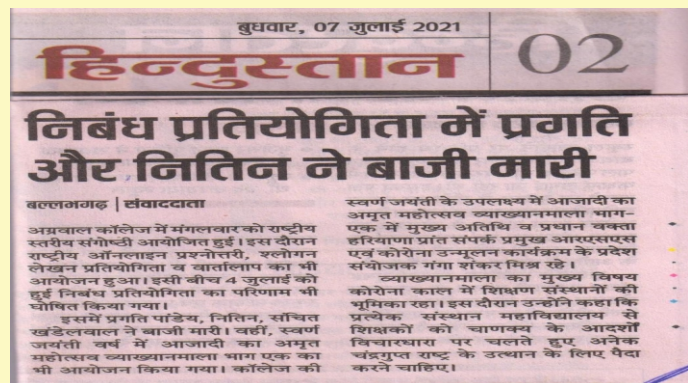 बुधवार, 07 जुलाई 2021
हिन्दुस्तान
02
निबंध प्रतियोगिता में प्रगति
और नितिन ने बाजी मारी
बल्लभगढ़ | संवाददाता
अग्रवाल कॉलेज में मंगलवार को राष्ट्रीय
स्तरीय संगोष्ठी आयोजित हुई। इस दौरान
राष्ट्रीय ऑनलाइन प्रश्नोत्तरी, श्लोगन
लेखन प्रतियोगिता व वार्तालाप का भी
आयोजन हुआ। इसी बीच 4 जुलाई को
हुई निबंध प्रतियोगिता का परिणाम भी
घोषित किया गया।
इसमें प्रगति पांडेय, नितिन, संचित
खंडेलवाल ने बाजी मारी। वहीं, स्वर्ण
जयंती वर्ष में आजादी का अमृत
महोत्सव व्याख्यानमाला भाग एक का
भी आयोजन किया गया। कॉलेज की
स्वर्ण जयंती के उपलक्ष्य में आजादी का
अमृत महोत्सव व्याख्यानमाला भाग-
एक में मुख्य अतिथि व प्रधान वक्ता
हरियाणा प्रांत संपर्क प्रमुख आरएसएस
एवं कोरोना उन्मूलन कार्यक्रम के प्रदेश
संयोजक गंगा शंकर मिश्र रहे।
व्याख्यानमाला का मुख्य विषय
कोरोना काल में शिक्षण संस्थानों की
भूमिका रहा। इस दौरान उन्होंने कहा कि
प्रत्येक संस्थान महाविद्यालय से
शिक्षकों को चाणक्य के आदर्शों
विचारधारा पर चलते हुए अनेक
चंद्रगुप्त राष्ट्र के उत्थान के लिए पैदा
करने चाहिए।